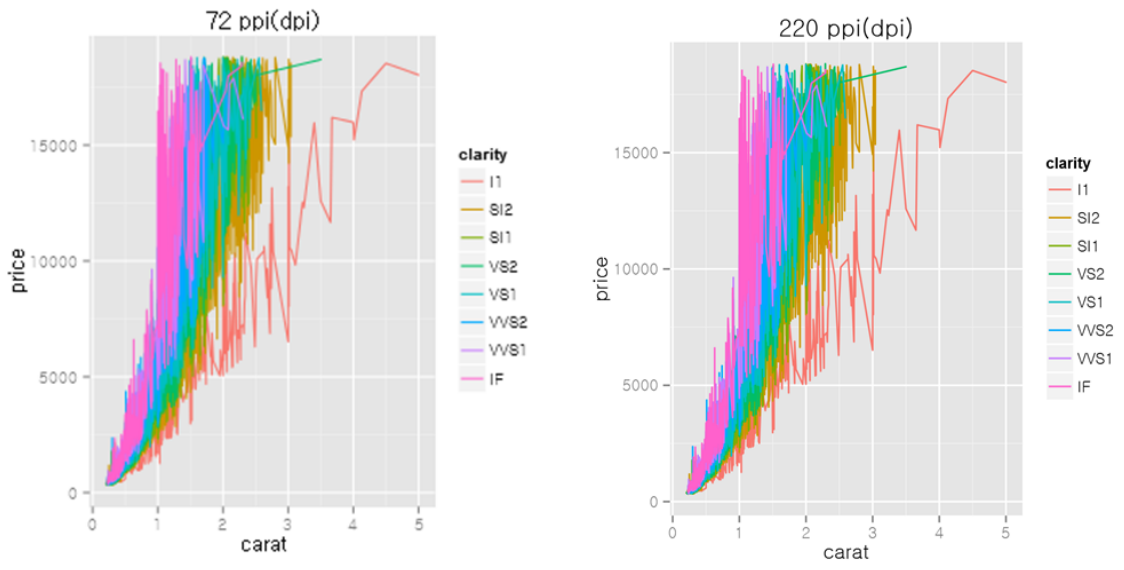 72 ppi(dpi)
15000
10000
5000
0
price
0 1 2 3 4 5
carat
clarity
I1
SI2
SI1
VS2
VS1
VVS2
VVS1
IF
220 ppi(dpi)
15000
10000
5000
0
price
0 1 2 3 4 5
carat
clarity
I1
SI2
SI1
VS2
VS1
VVS2
VVS1
IF